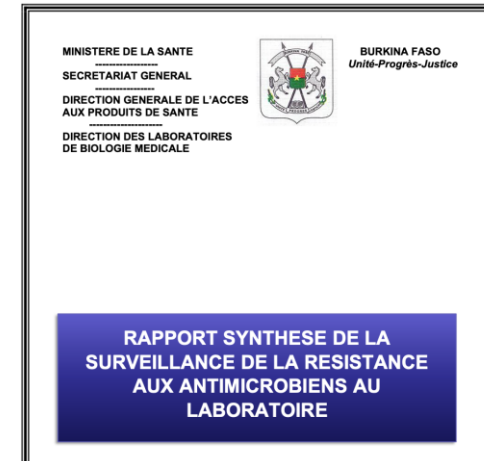 MINISTERE DE LA SANTE
------------------
SECRETARIAT GENERAL
------------------
DIRECTION GENERALE DE L'ACCES
AUX PRODUITS DE SANTE
----------------------
DIRECTION DES LABORATOIRES
DE BIOLOGIE MEDICALE
BURKINA FASO
Unité-Progrès-Justice
RAPPORT SYNTHESE DE LA
SURVEILLANCE DE LA RESISTANCE
AUX ANTIMICROBIENS AU
LABORATOIRE